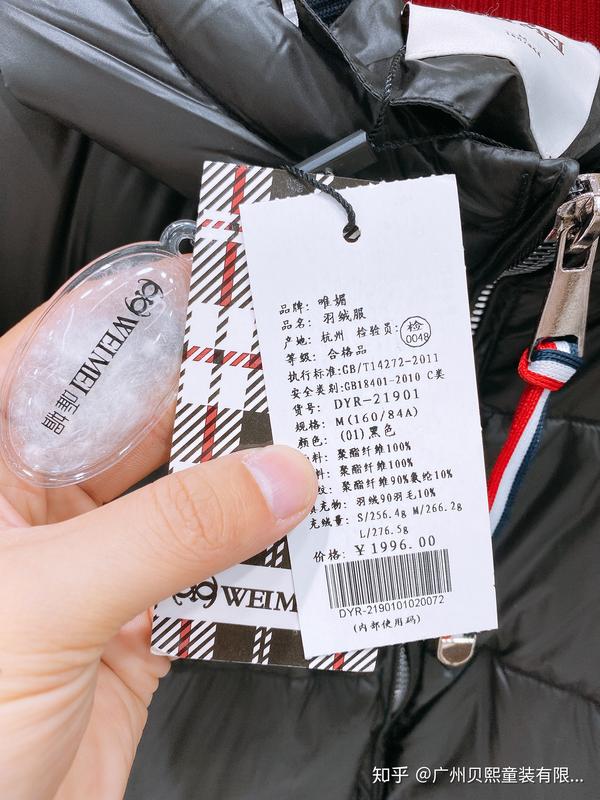 WEIMEI 唯媚
品牌: 唯媚
品名: 羽绒服
产地: 杭州 检验员: 检 0048
等级: 合格品
执行标准:GB/T14272-2011
安全类别:GB18401-2010 C类
货号: DYR-21901
规格: M(160/84A)
颜色: (01)黑色
料: 聚酯纤维100%
料: 聚酯纤维100%
纹: 聚酯纤维90%氨纶10%
填充物: 羽绒90羽毛10%
充绒量: S/256.4g M/266.2g
L/276.5g
价格: ¥1996.00
DYR-2190101020072
(内部使用码)
WEIM
知乎 @广州贝熙童装有限...